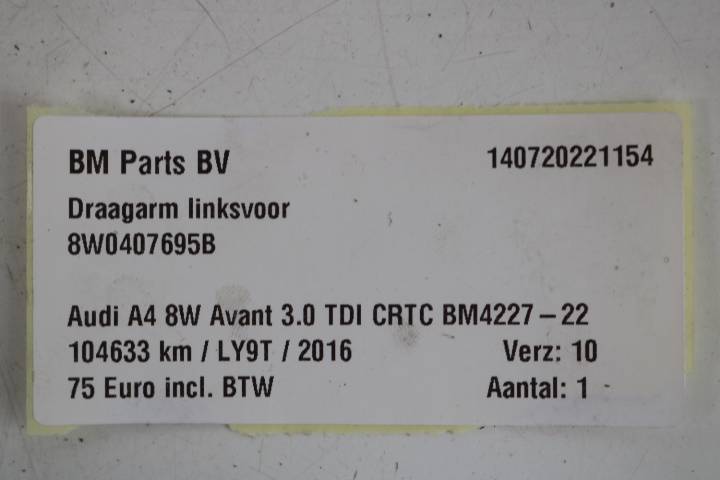 BM Parts BV 140720221154
Draagarm linksvoor
8W0407695B
Audi A4 8W Avant 3.0 TDI CRTC BM4227-22
104633 km / LY9T / 2016 Verz: 10
75 Euro incl. BTW Aantal: 1